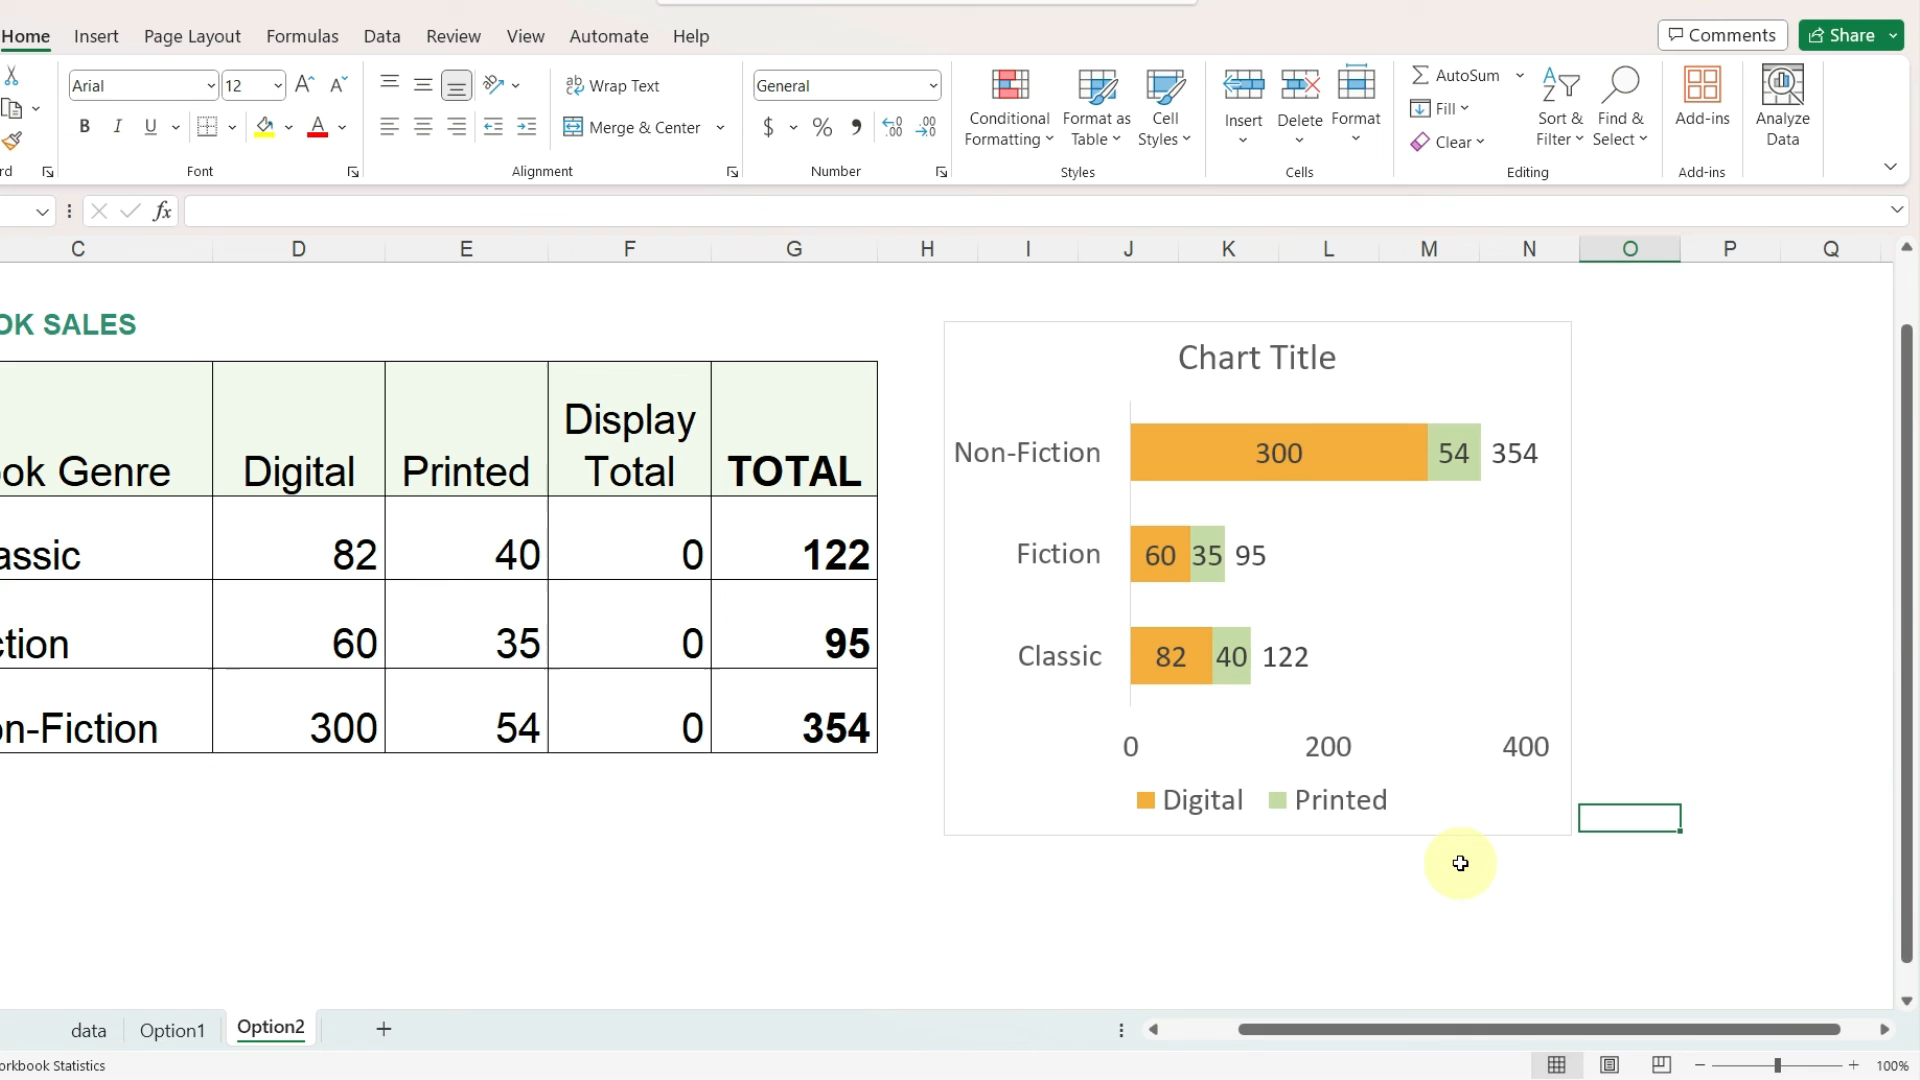 Home Insert Page Layout Formulas Data Review View Automate Help Comments Share
Arial 12 Wrap Text General
B I U Merge & Center $ % 9
Conditional Formatting Format as Table Cell Styles
Insert Delete Format
AutoSum
Fill
Clear
Sort & Filter Find & Select
Add-ins
Analyze Data
rd Font Alignment Number Styles Cells Editing Add-ins
fx
C D E F G H I J K L M N O P Q
OK SALES
ok Genre Digital Printed Display Total TOTAL
assic 82 40 0 122
ction 60 35 0 95
on-Fiction 300 54 0 354
Chart Title
Non-Fiction 300 54 354
Fiction 60 35 95
Classic 82 40 122
0 200 400
Digital Printed
data Option1 Option2 +
orkbook Statistics
100%